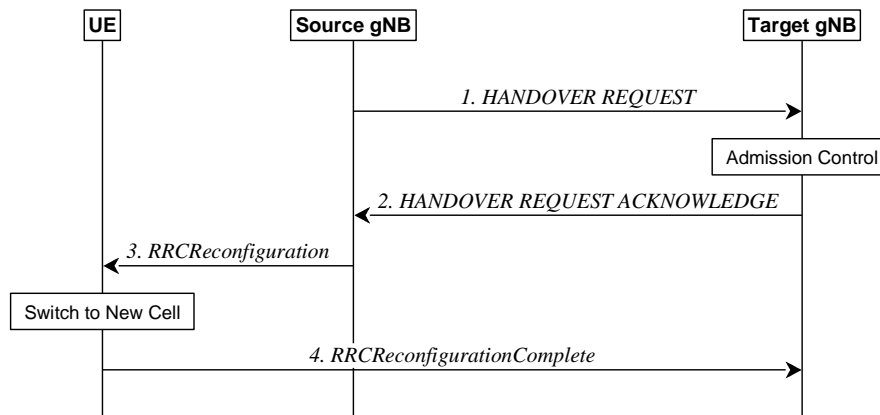 UE
Source gNB
Target gNB
1. HANDOVER REQUEST
Admission Control
2. HANDOVER REQUEST ACKNOWLEDGE
3. RRCReconfiguration
Switch to New Cell
4. RRCReconfigurationComplete